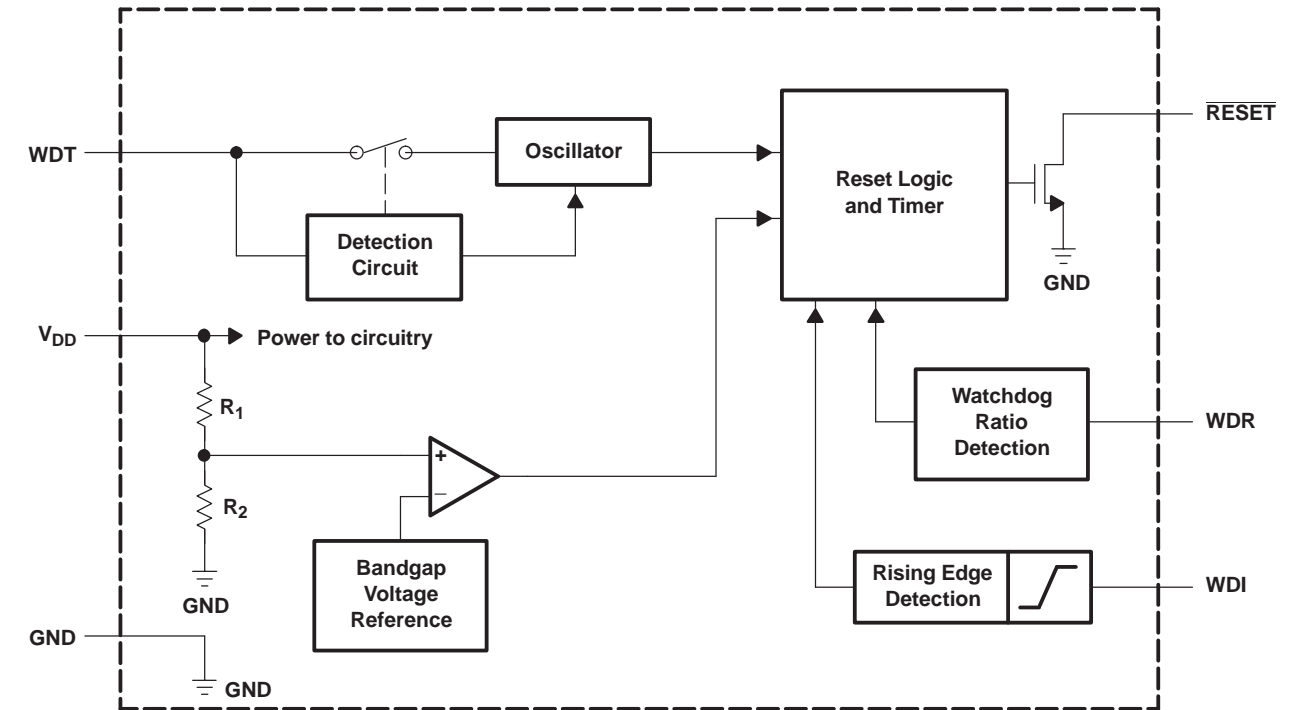 RESET
WDT
Oscillator
Reset Logic
and Timer
Detection
Circuit
GND
VDD
Power to circuitry
R1
Watchdog
Ratio
Detection
WDR
+
−
R2
Bandgap
Voltage
Reference
Rising Edge
Detection
WDI
GND
GND
GND